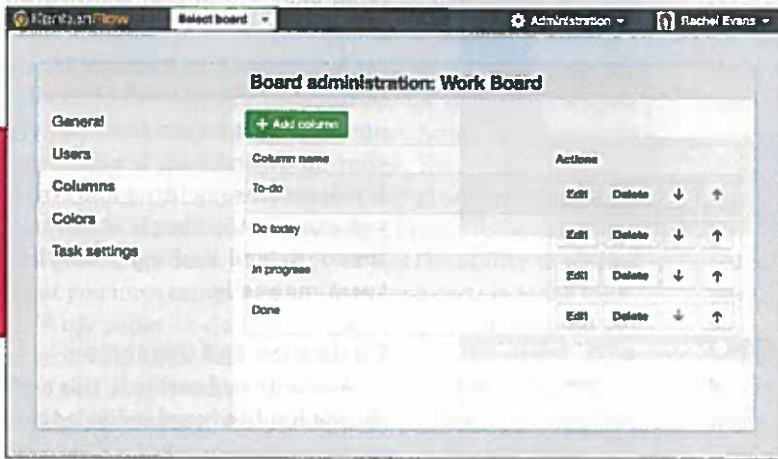 KanbanFlow Select board Administration Rachel Evans
Board administration: Work Board
General
Users
Columns
Colors
Task settings
+ Add column
Column name Actions
To-do Edit Delete ↓ ↑
Do today Edit Delete ↓ ↑
In progress Edit Delete ↓ ↑
Done Edit Delete ↓ ↑